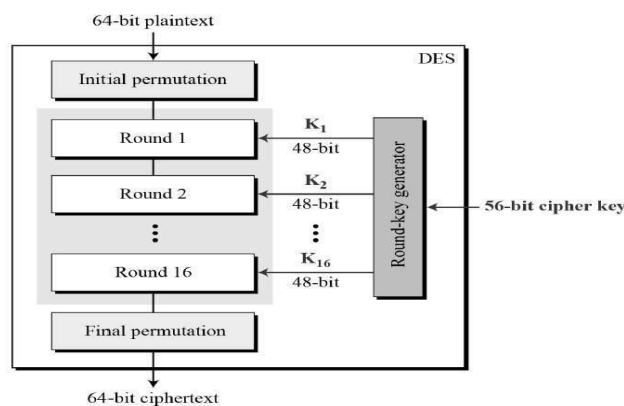 64-bit plaintext
DES
Initial permutation
Round 1
K₁
48-bit
Round 2
K₂
48-bit
Round 16
K₁₆
48-bit
Round-key generator
56-bit cipher key
Final permutation
64-bit ciphertext